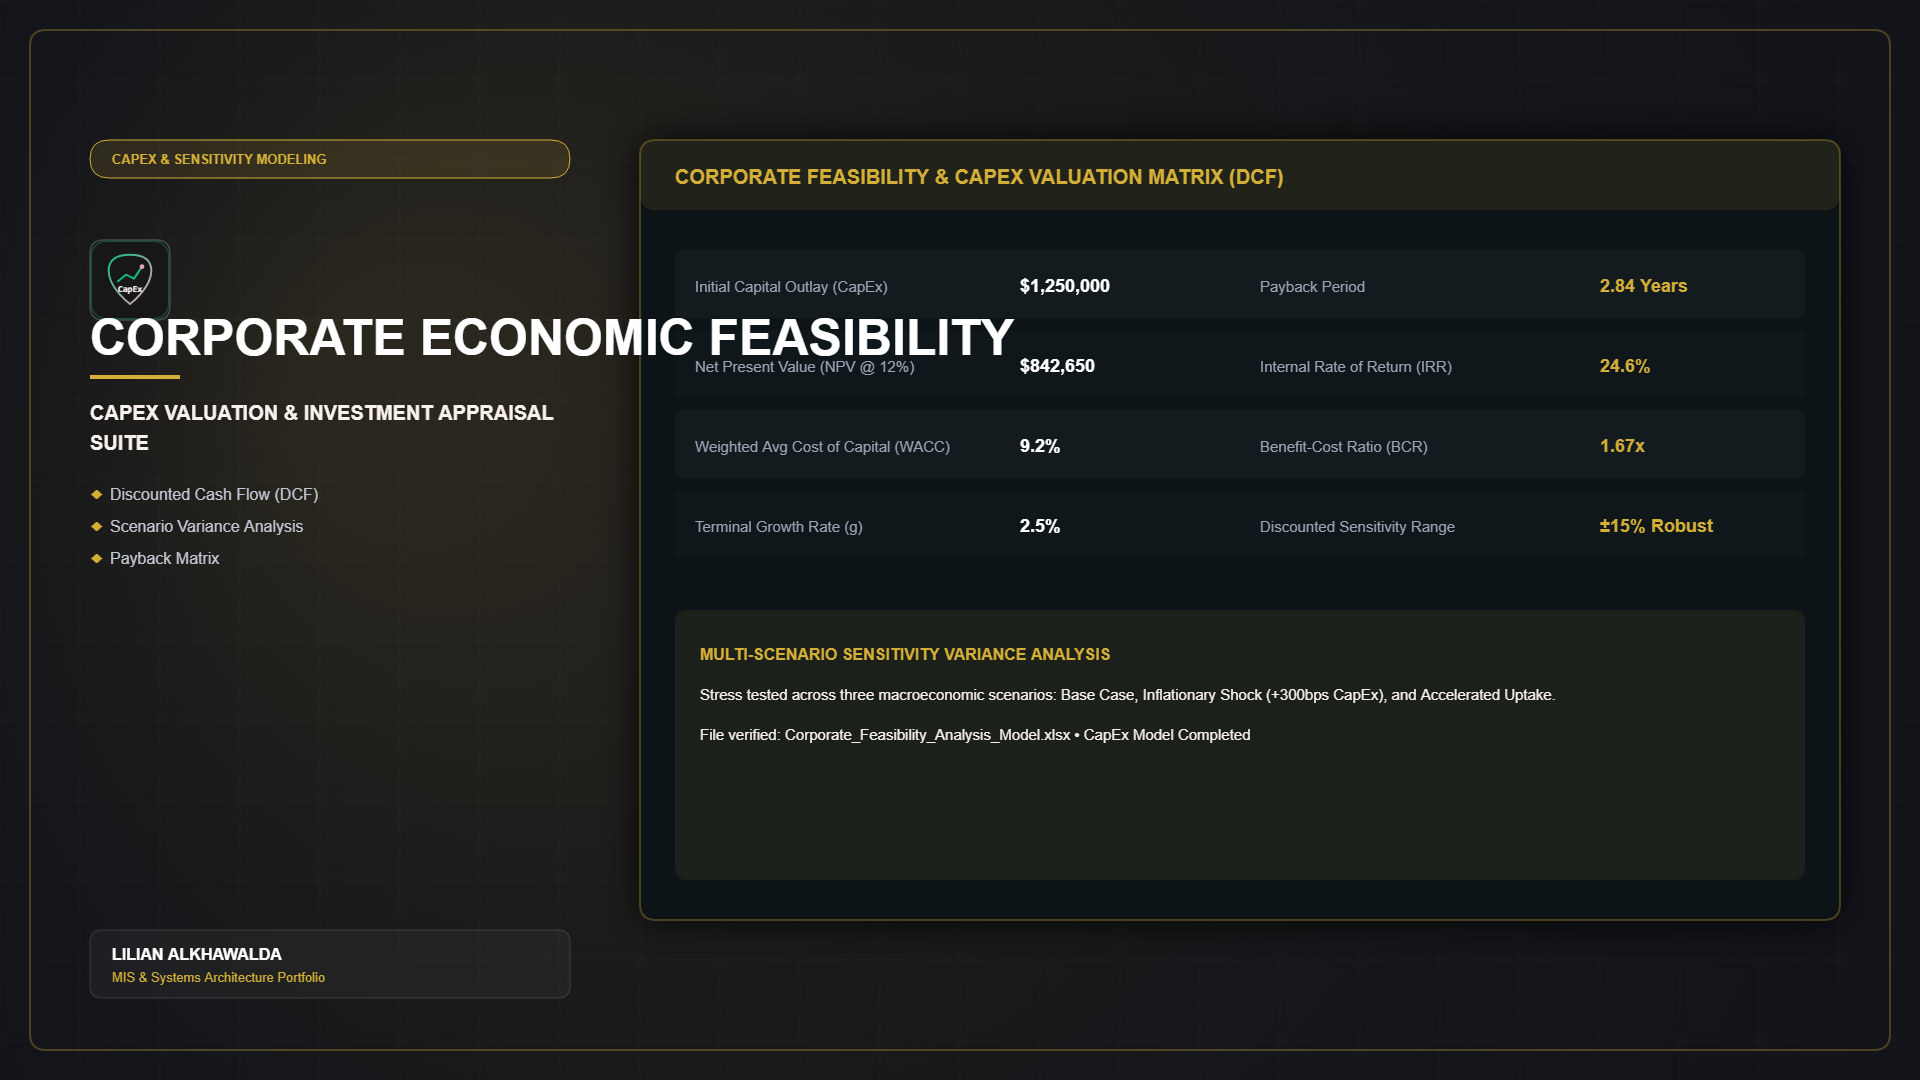 CAPEX & SENSITIVITY MODELING
CapEx
CORPORATE ECONOMIC FEASIBILITY
CAPEX VALUATION & INVESTMENT APPRAISAL
SUITE
◆ Discounted Cash Flow (DCF)
◆ Scenario Variance Analysis
◆ Payback Matrix
LILIAN ALKHAWALDA
MIS & Systems Architecture Portfolio
CORPORATE FEASIBILITY & CAPEX VALUATION MATRIX (DCF)
Initial Capital Outlay (CapEx) $1,250,000 Payback Period 2.84 Years
Net Present Value (NPV @ 12%) $842,650 Internal Rate of Return (IRR) 24.6%
Weighted Avg Cost of Capital (WACC) 9.2% Benefit-Cost Ratio (BCR) 1.67x
Terminal Growth Rate (g) 2.5% Discounted Sensitivity Range ±15% Robust
MULTI-SCENARIO SENSITIVITY VARIANCE ANALYSIS
Stress tested across three macroeconomic scenarios: Base Case, Inflationary Shock (+300bps CapEx), and Accelerated Uptake.
File verified: Corporate_Feasibility_Analysis_Model.xlsx • CapEx Model Completed